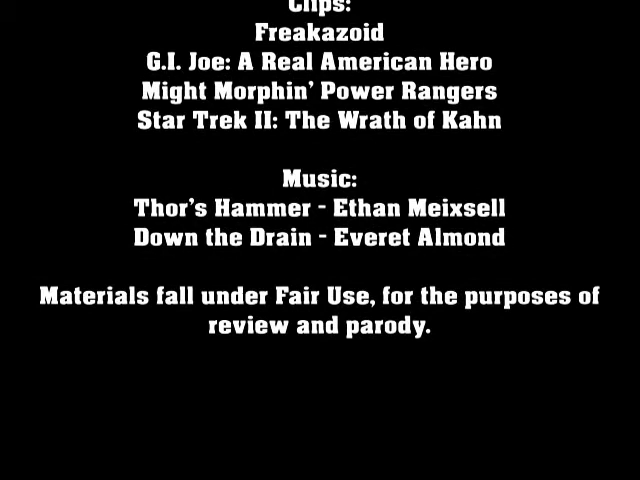 Clips:
Freakazoid
G.I. Joe: A Real American Hero
Might Morphin' Power Rangers
Star Trek II: The Wrath of Kahn
Music:
Thor's Hammer - Ethan Meixsell
Down the Drain - Everet Almond
Materials fall under Fair Use, for the purposes of
review and parody.